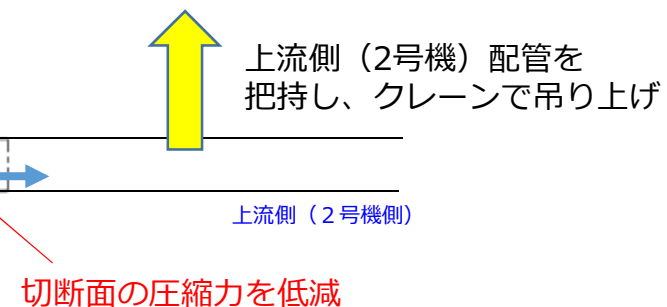 上流側（2号機）配管を
把持し、クレーンで吊り上げ
上流側（２号機側）
切断面の圧縮力を低減